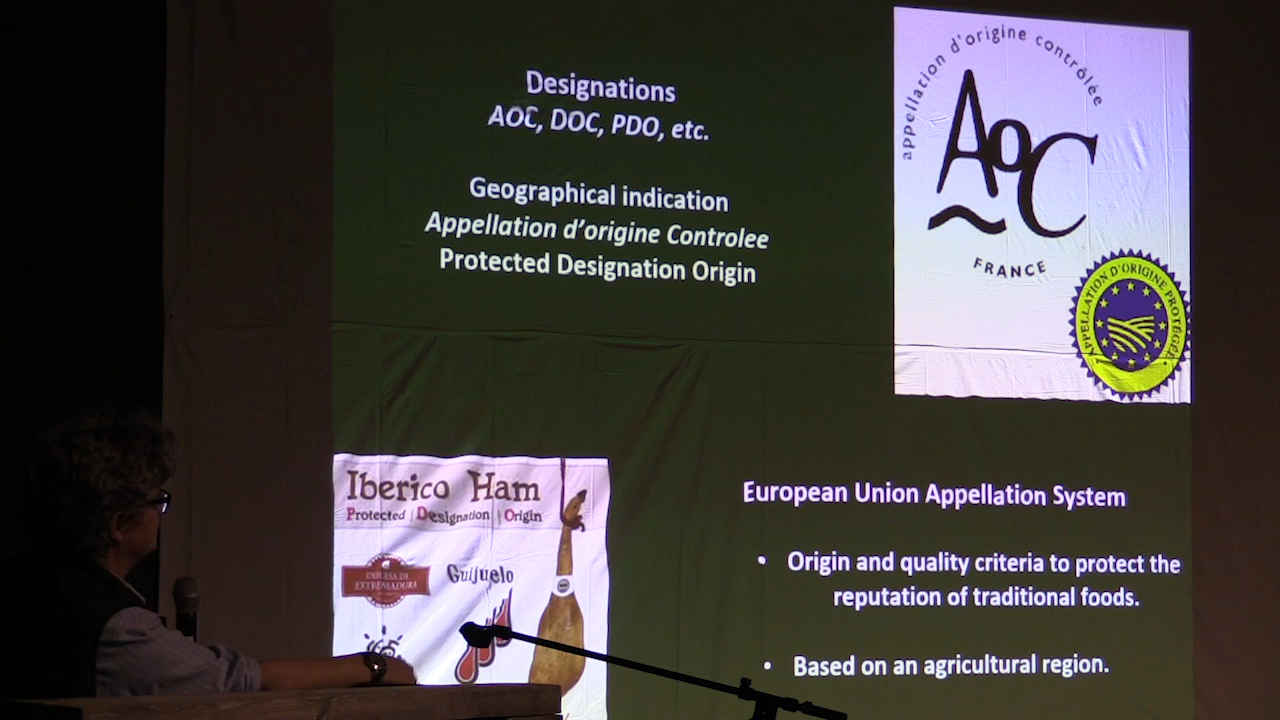 Designations
AOC, DOC, PDO, etc.
Geographical indication
Appellation d'origine Controlee
Protected Designation Origin
appellation d'origine contrôlée
AOC
FRANCE
APPELLATION D'ORIGINE PROTÉGÉE
Iberico Ham
Protected | Designation | Origin
DEHESA DE
EXTREMADURA
Guijuelo
European Union Appellation System
• Origin and quality criteria to protect the
reputation of traditional foods.
• Based on an agricultural region.